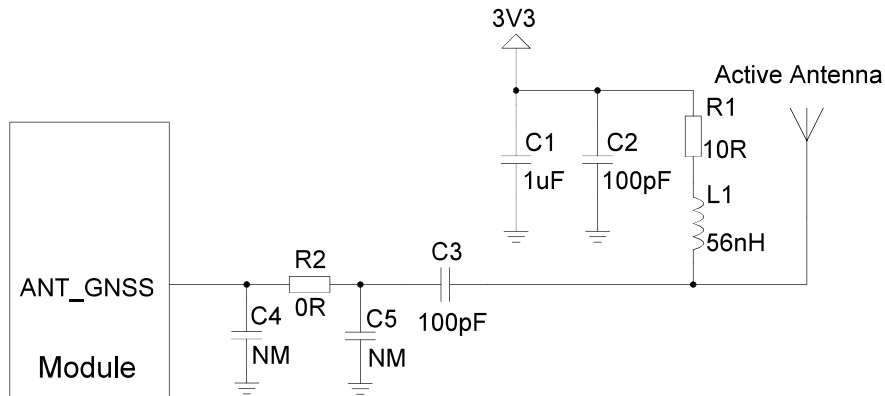 3V3
Active Antenna
R1
10R
C1
1uF
C2
100pF
L1
56nH
C3
100pF
R2
0R
ANT_GNSS
C4
NM
C5
NM
Module